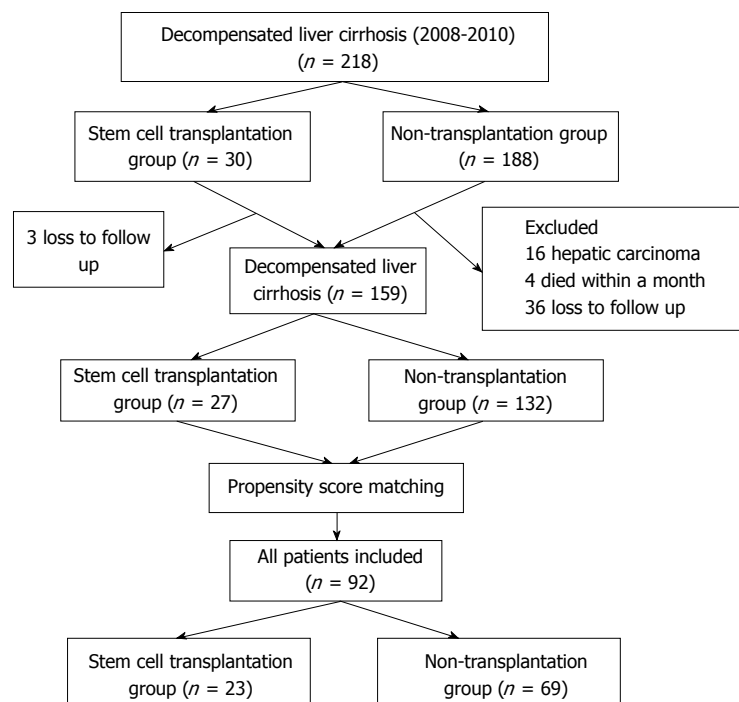 Decompensated liver cirrhosis (2008-2010)
(n = 218)
Stem cell transplantation
group (n = 30)
Non-transplantation group
(n = 188)
3 loss to follow
up
Excluded
16 hepatic carcinoma
4 died within a month
36 loss to follow up
Decompensated liver
cirrhosis (n = 159)
Stem cell transplantation
group (n = 27)
Non-transplantation
group (n = 132)
Propensity score matching
All patients included
(n = 92)
Stem cell transplantation
group (n = 23)
Non-transplantation
group (n = 69)